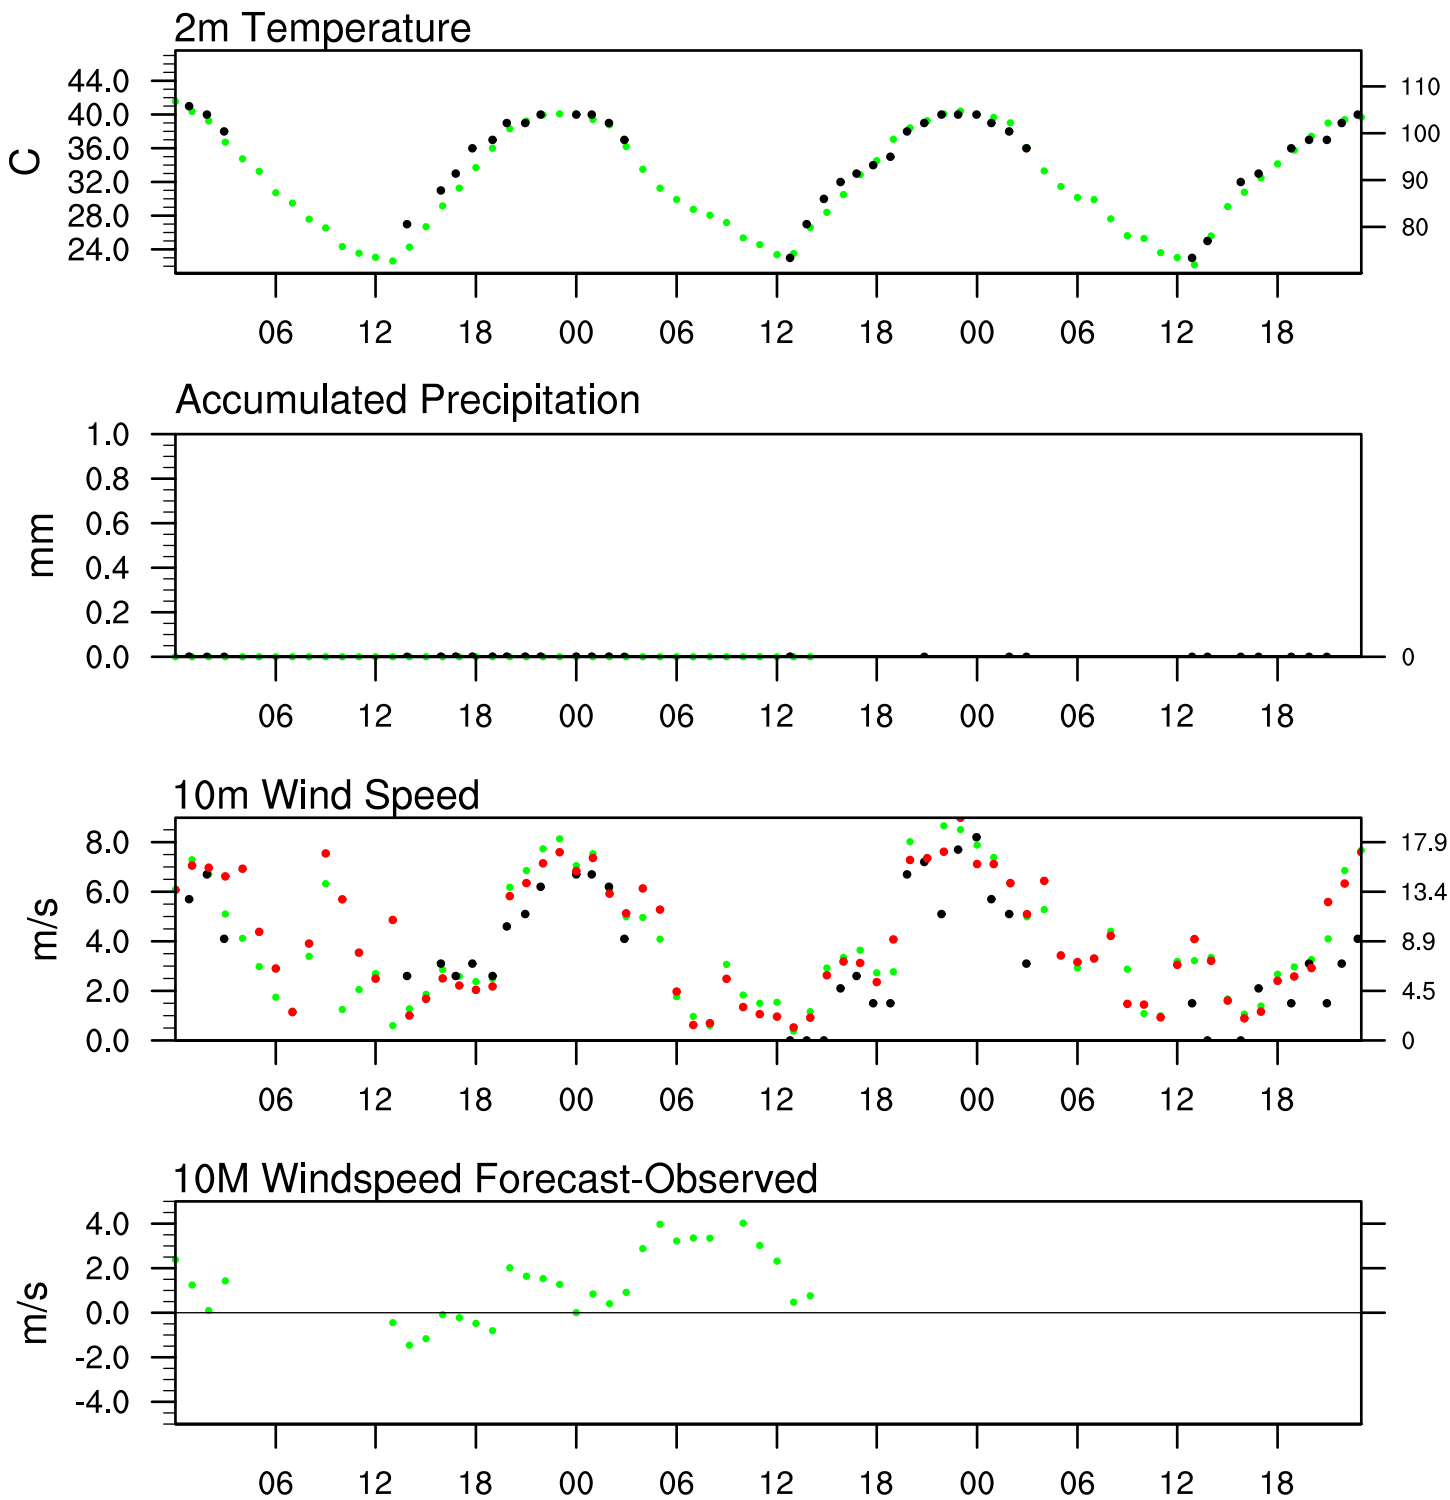 2m Temperature
44.0
40.0
36.0
32.0
28.0
24.0
C
110
100
90
80
06 12 18 00 06 12 18 00 06 12 18
Accumulated Precipitation
1.0
0.8
0.6
0.4
0.2
0.0
mm
0
06 12 18 00 06 12 18 00 06 12 18
10m Wind Speed
8.0
6.0
4.0
2.0
0.0
m/s
17.9
13.4
8.9
4.5
0
06 12 18 00 06 12 18 00 06 12 18
10M Windspeed Forecast-Observed
4.0
2.0
0.0
-2.0
-4.0
m/s
06 12 18 00 06 12 18 00 06 12 18